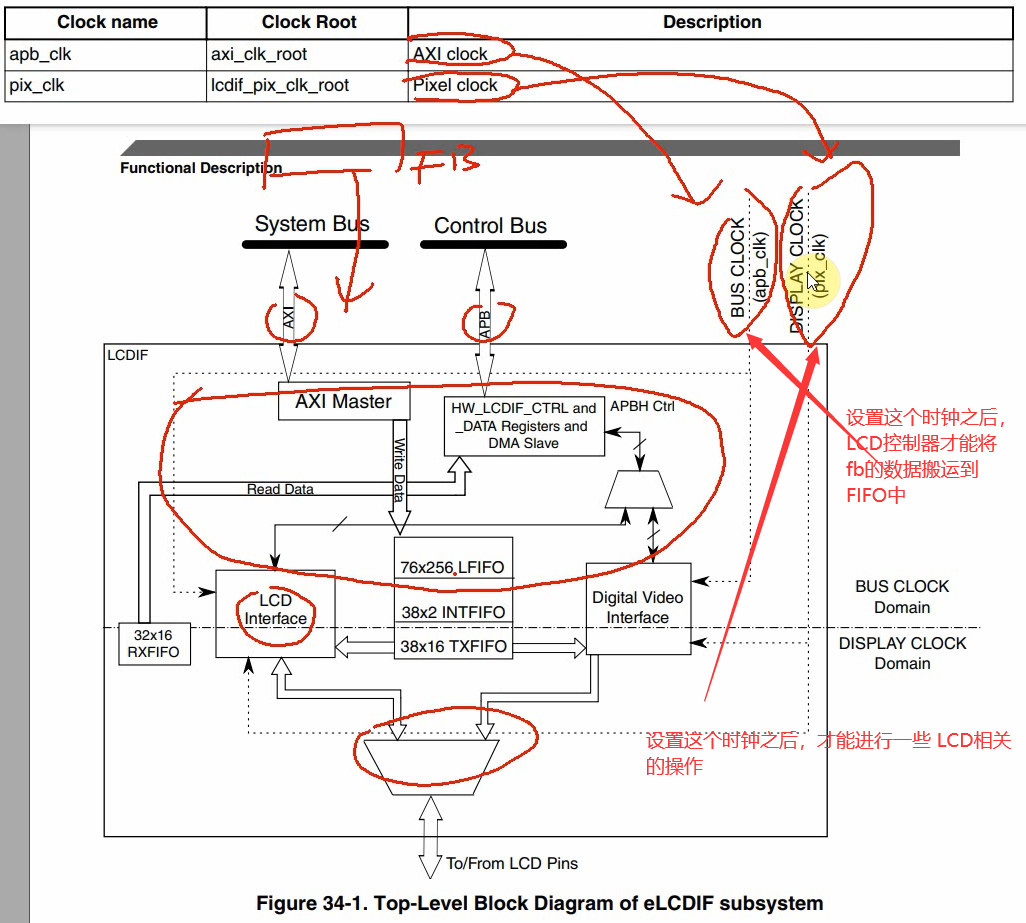 Clock name Clock Root Description
apb_clk axi_clk_root AXI clock
pix_clk lcdif_pix_clk_root Pixel clock
Functional Description
FB
System Bus
Control Bus
BUS CLOCK
(apb_clk)
DISPLAY CLOCK
(pix_clk)
AXI
APB
LCDIF
AXI Master
HW_LCDIF_CTRL and
_DATA Registers and
DMA Slave
APBH Ctrl
设置这个时钟之后，
LCD控制器才能将
fb的数据搬运到
FIFO中
Write Data
Read Data
76x256 LFIFO
38x2 INTFIFO
38x16 TXFIFO
LCD
Interface
Digital Video
Interface
BUS CLOCK
Domain
32x16
RXFIFO
DISPLAY CLOCK
Domain
设置这个时钟之后，才能进行一些 LCD相关
的操作
To/From LCD Pins
Figure 34-1. Top-Level Block Diagram of eLCDIF subsystem